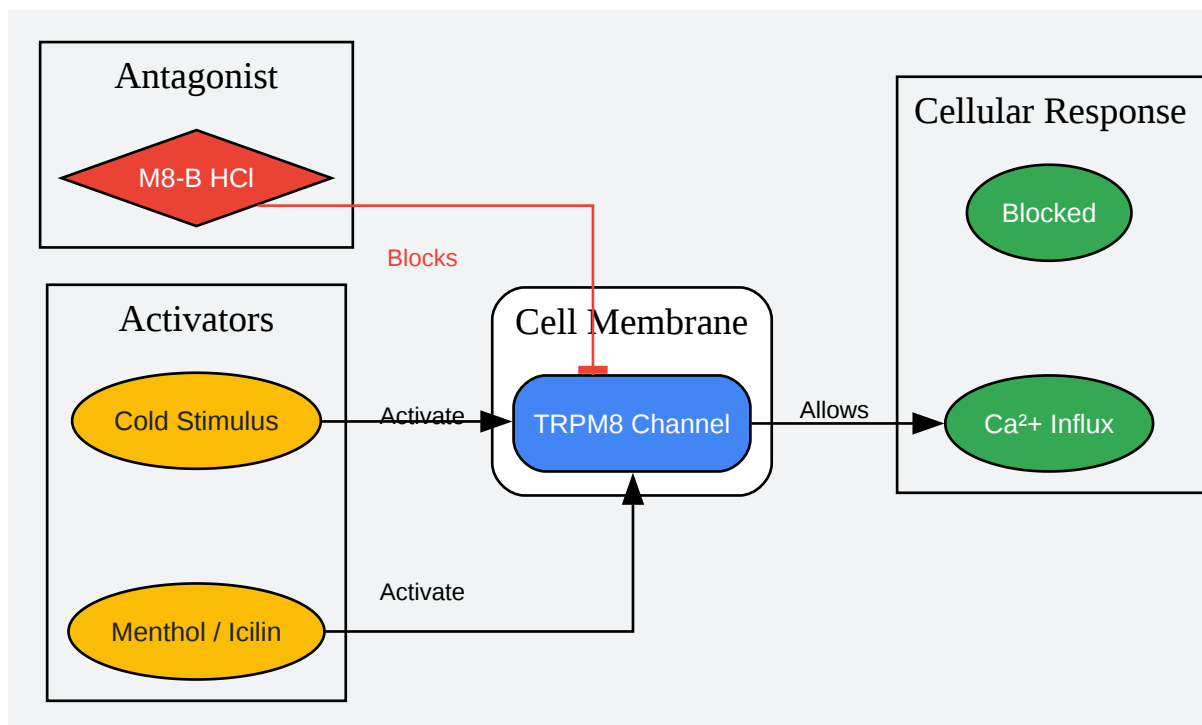 Antagonist
M8-B HCl
Blocks
Activators
Cold Stimulus
Activate
Menthol / Icilin
Activate
Cell Membrane
TRPM8 Channel
Allows
Cellular Response
Blocked
Ca²+ Influx